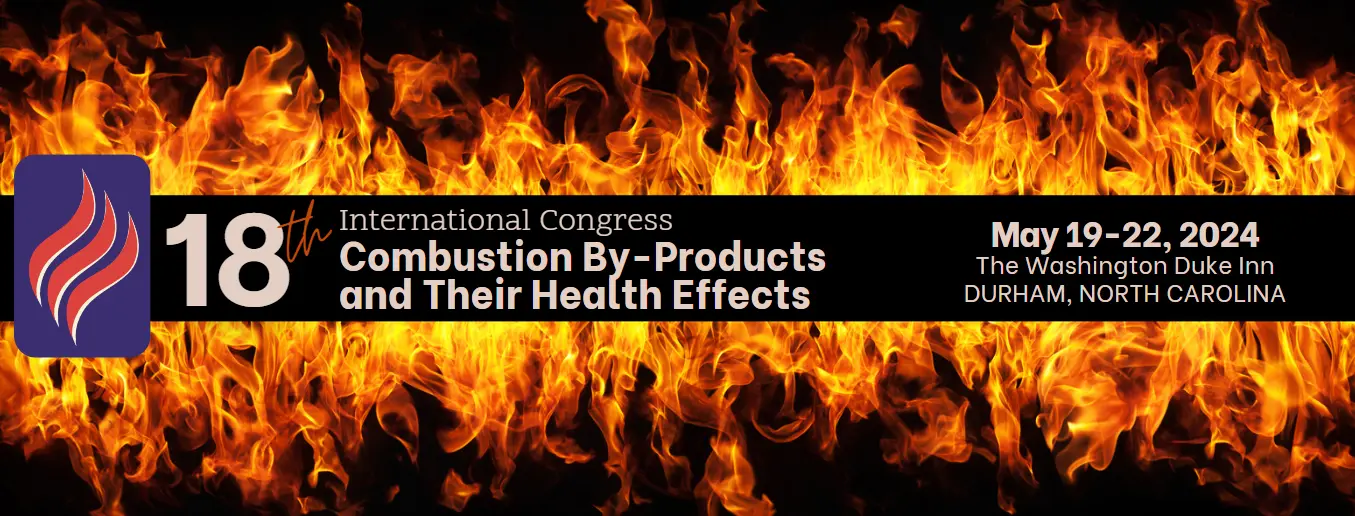 18th
International Congress
Combustion By-Products
and Their Health Effects
May 19-22, 2024
The Washington Duke Inn
DURHAM, NORTH CAROLINA